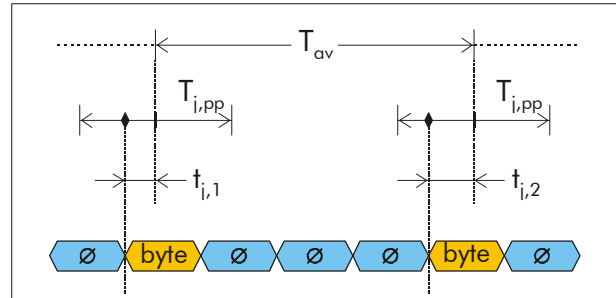 T_av
T_j,pp T_j,pp
t_j,1 t_j,2
∅ byte ∅ ∅ ∅ byte ∅